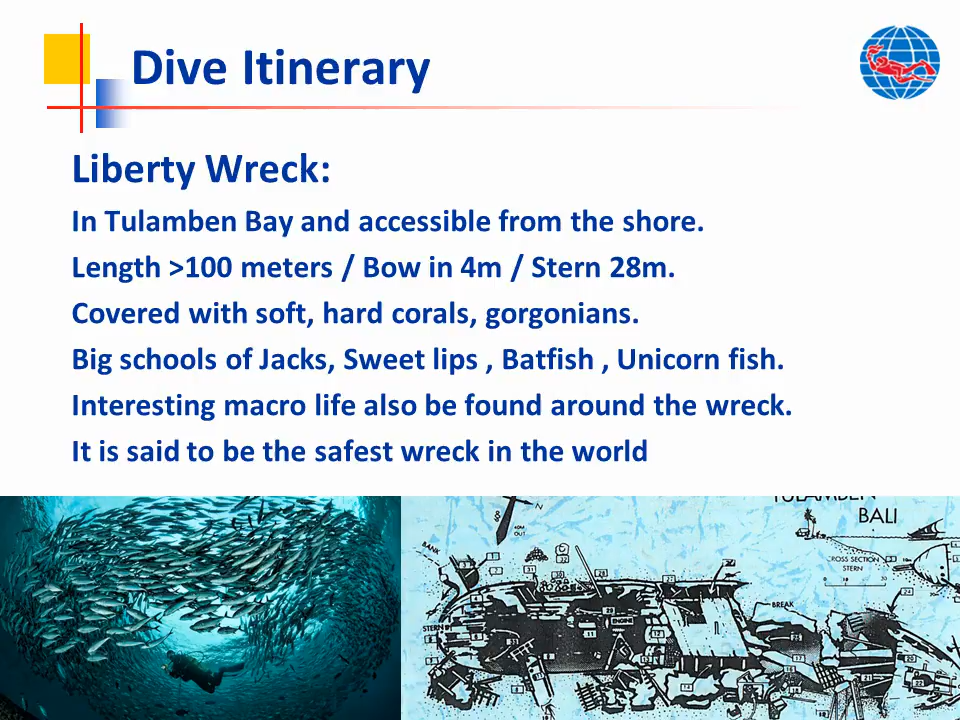 Dive Itinerary
Liberty Wreck:
In Tulamben Bay and accessible from the shore.
Length >100 meters / Bow in 4m / Stern 28m.
Covered with soft, hard corals, gorgonians.
Big schools of Jacks, Sweet lips , Batfish , Unicorn fish.
Interesting macro life also be found around the wreck.
It is said to be the safest wreck in the world
TULAMBEN
BALI
N
S
OUT
BANK
CROSS SECTION
STERN
BREAK
STERN
ENGINE